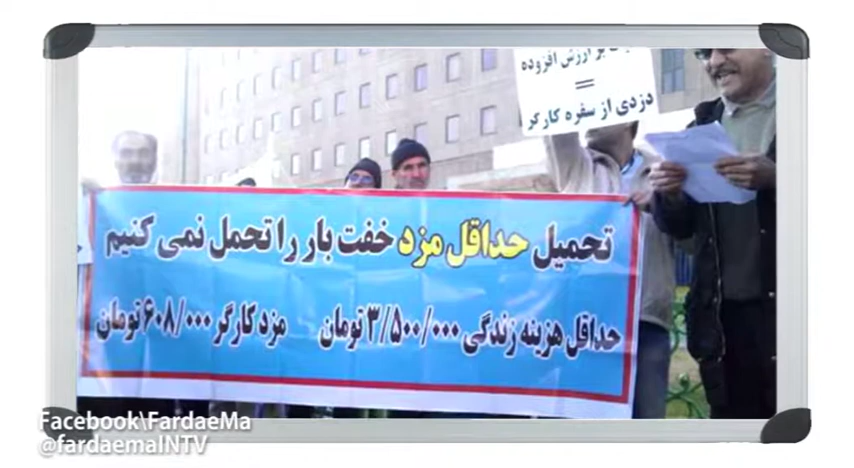 بر ارزش افزوده
=
دزدی از سفره کارگر
تحمیل حداقل مزد خفت بار را تحمل نمی کنیم
حداقل هزینه زندگی ۳/۵۰۰/۰۰۰ تومان مزد کارگر ۶۰۸/۰۰۰ تومان
Facebook\FardaeMa
@fardaemaINTV